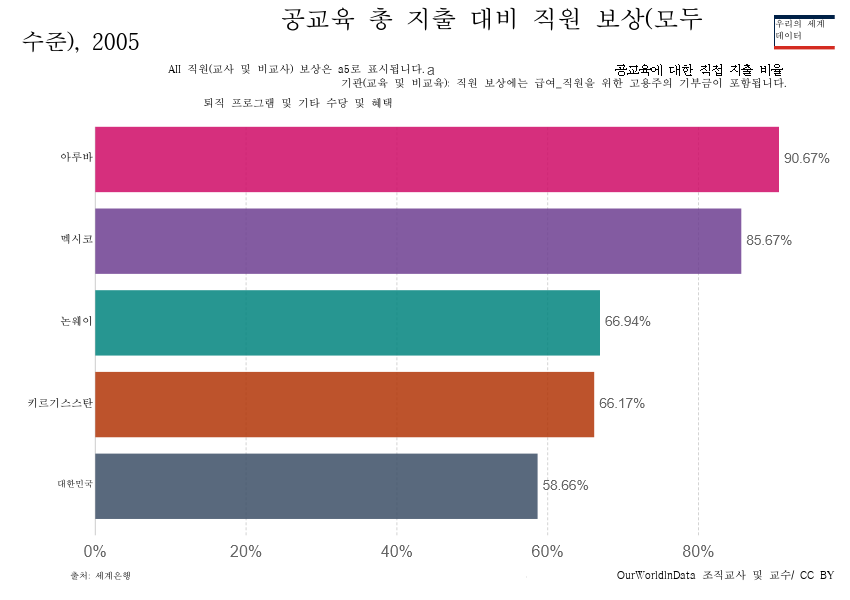 공교육 총 지출 대비 직원 보상(모두
수준), 2005
우리의 세계
데이터
All 직원(교사 및 비교사) 보상은 a5로 표시됩니다.a
공교육에 대한 직접 지출 비율
기관(교육 및 비교육): 직원 보상에는 급여_직원을 위한 고용주의 기부금이 포함됩니다.
퇴직 프로그램 및 기타 수당 및 혜택
아루바
90.67%
멕시코
85.67%
논웨이
66.94%
키르기스스탄
66.17%
대한민국
58.66%
0%
20%
40%
60%
80%
출처: 세계은행
OurWorldInData 조직교사 및 교수/ CC BY